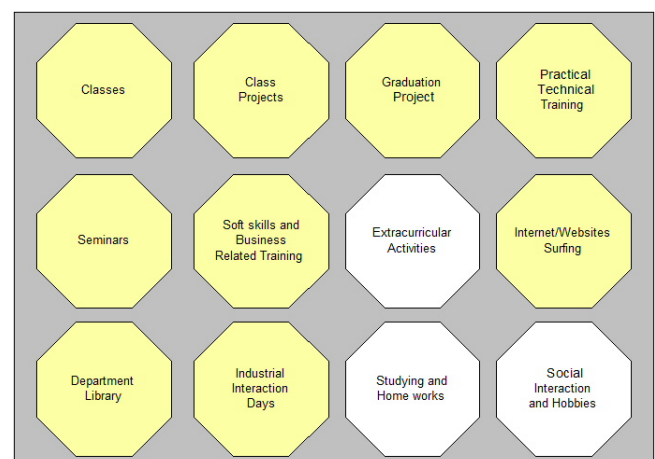 Classes
Class
Projects
Graduation
Project
Practical
Technical
Training
Seminars
Soft skills and
Business
Related Training
Extracurricular
Activities
Internet/Websites
Surfing
Department
Library
Industrial
Interaction
Days
Studying and
Home works
Social
Interaction
and Hobbies